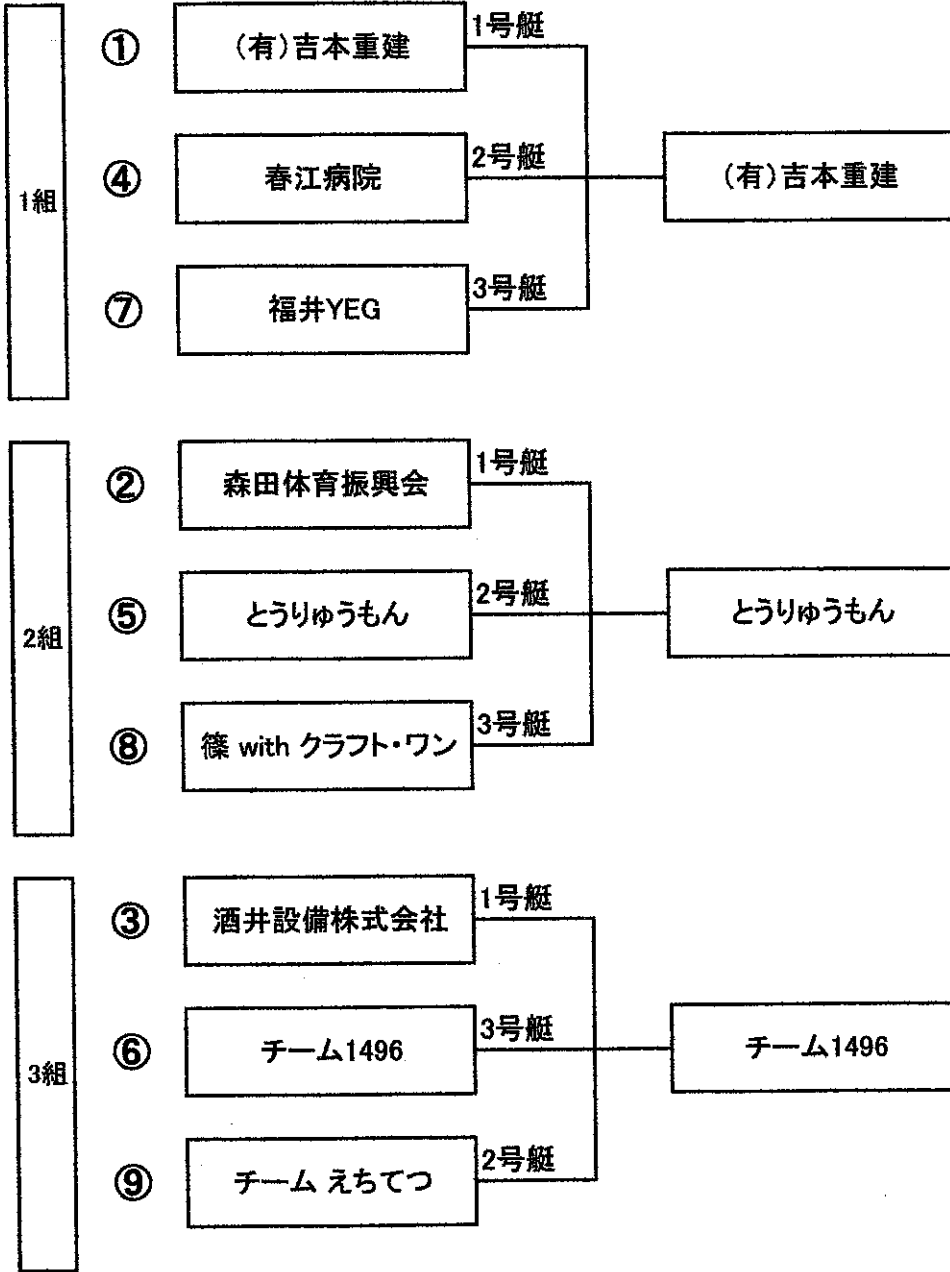 1組
① (有)吉本重建 1号艇
④ 春江病院 2号艇
⑦ 福井YEG 3号艇
(有)吉本重建
2組
② 森田体育振興会 1号艇
⑤ とうりゅうもん 2号艇
⑧ 篠 with クラフト・ワン 3号艇
とうりゅうもん
3組
③ 酒井設備株式会社 1号艇
⑥ チーム1496 3号艇
⑨ チーム えちてつ 2号艇
チーム1496